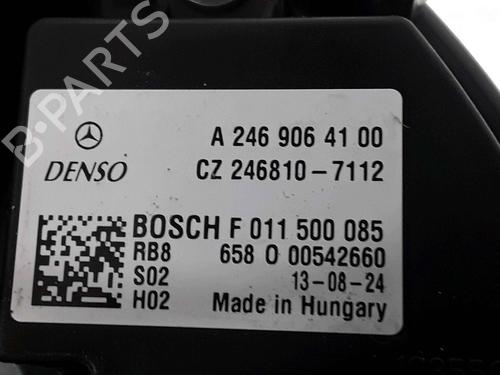 B-PARTS
A 246 906 41 00
DENSO CZ 246810-7112
BOSCH F 011 500 085
RB8 658 0 00542660
S02 13-08-24
H02 Made in Hungary